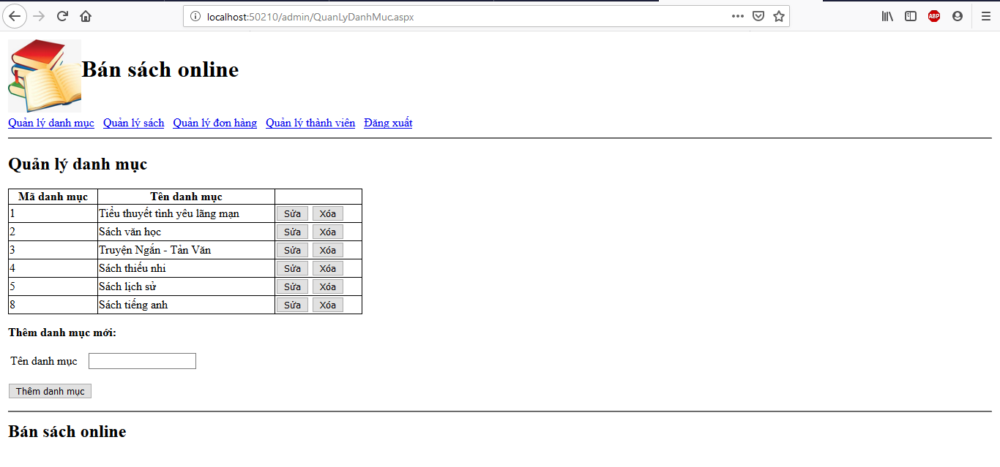 localhost:50210/admin/QuanLyDanhMuc.aspx
ABP
Bán sách online
Quản lý danh mục Quản lý sách Quản lý đơn hàng Quản lý thành viên Đăng xuất
Quản lý danh mục
Mã danh mục Tên danh mục
1 Tiểu thuyết tình yêu lãng mạn Sửa Xóa
2 Sách văn học Sửa Xóa
3 Truyện Ngắn - Tản Văn Sửa Xóa
4 Sách thiếu nhi Sửa Xóa
5 Sách lịch sử Sửa Xóa
8 Sách tiếng anh Sửa Xóa
Thêm danh mục mới:
Tên danh mục
Thêm danh mục
Bán sách online